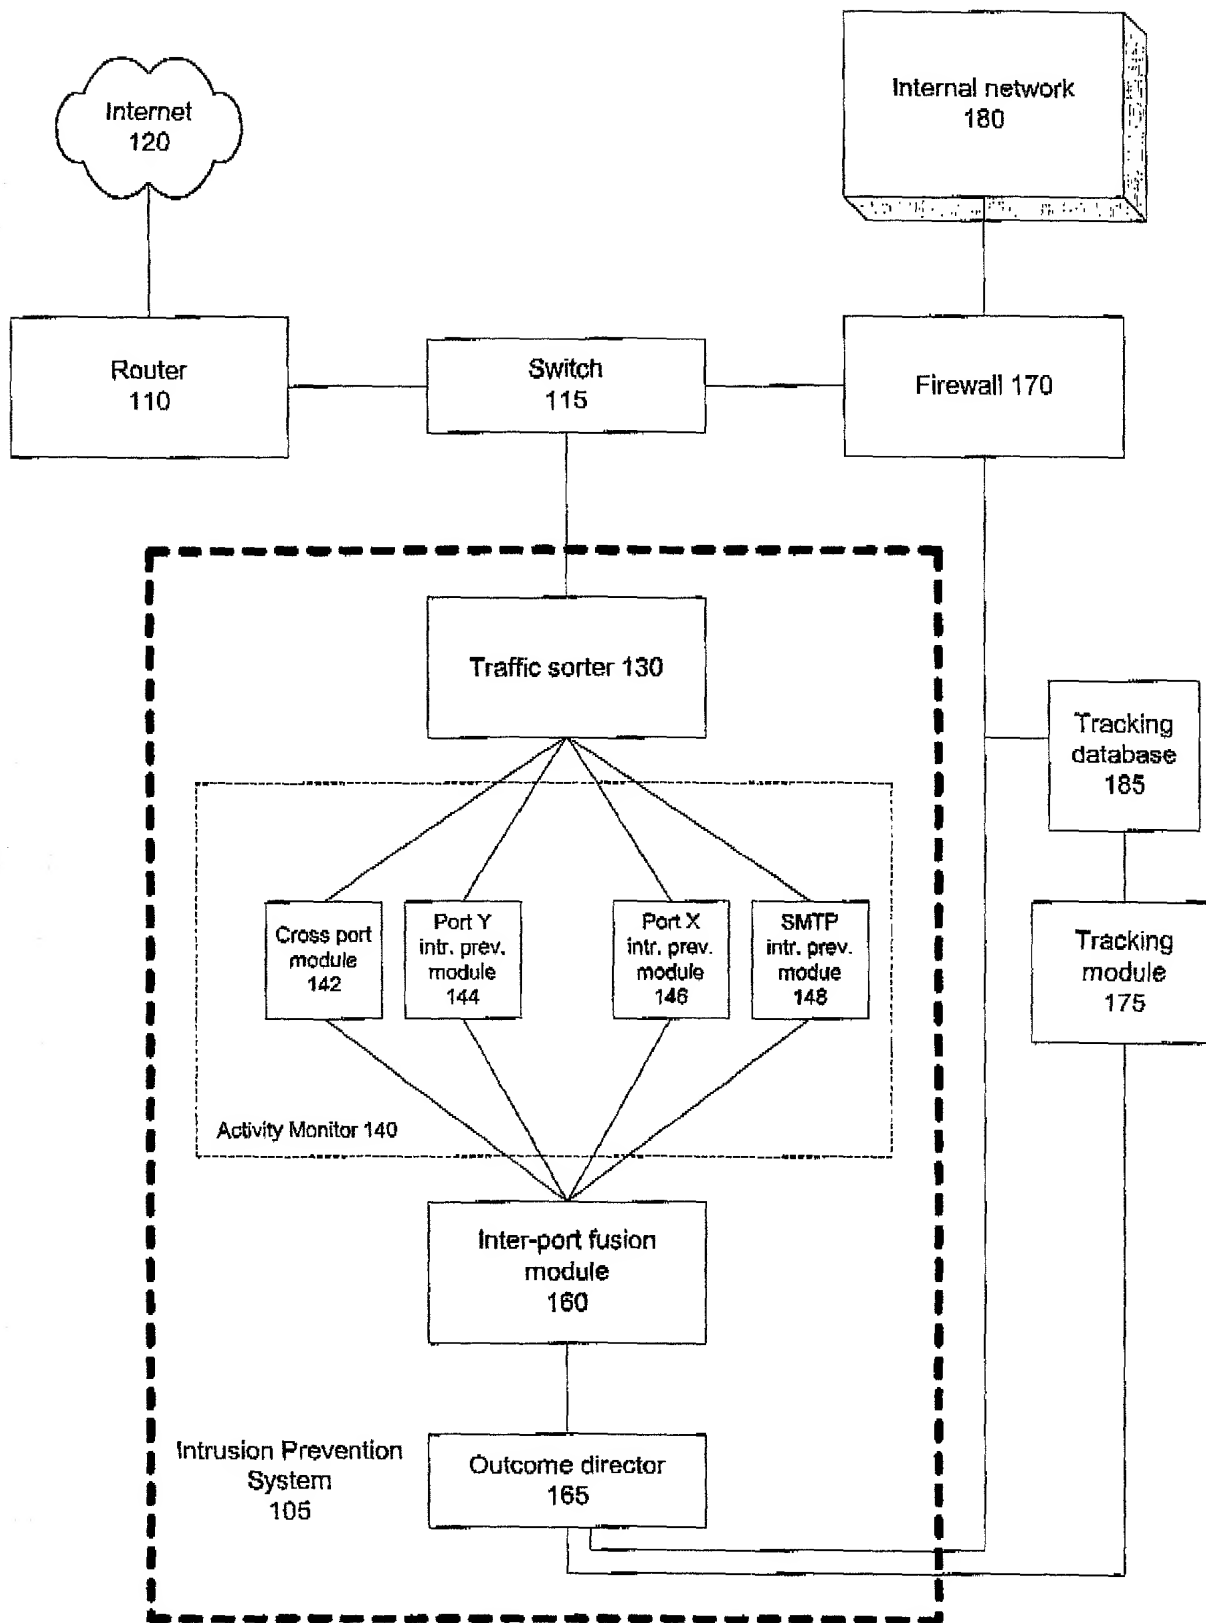 Internet
120
Internal network
180
Router
110
Switch
115
Firewall 170
Traffic sorter 130
Tracking
database
185
Cross port
module
142
Port Y
intr. prev.
module
144
Port X
intr. prev.
module
146
SMTP
intr. prev.
modue
148
Tracking
module
175
Activity Monitor 140
Inter-port fusion
module
160
Intrusion Prevention
System
105
Outcome director
165